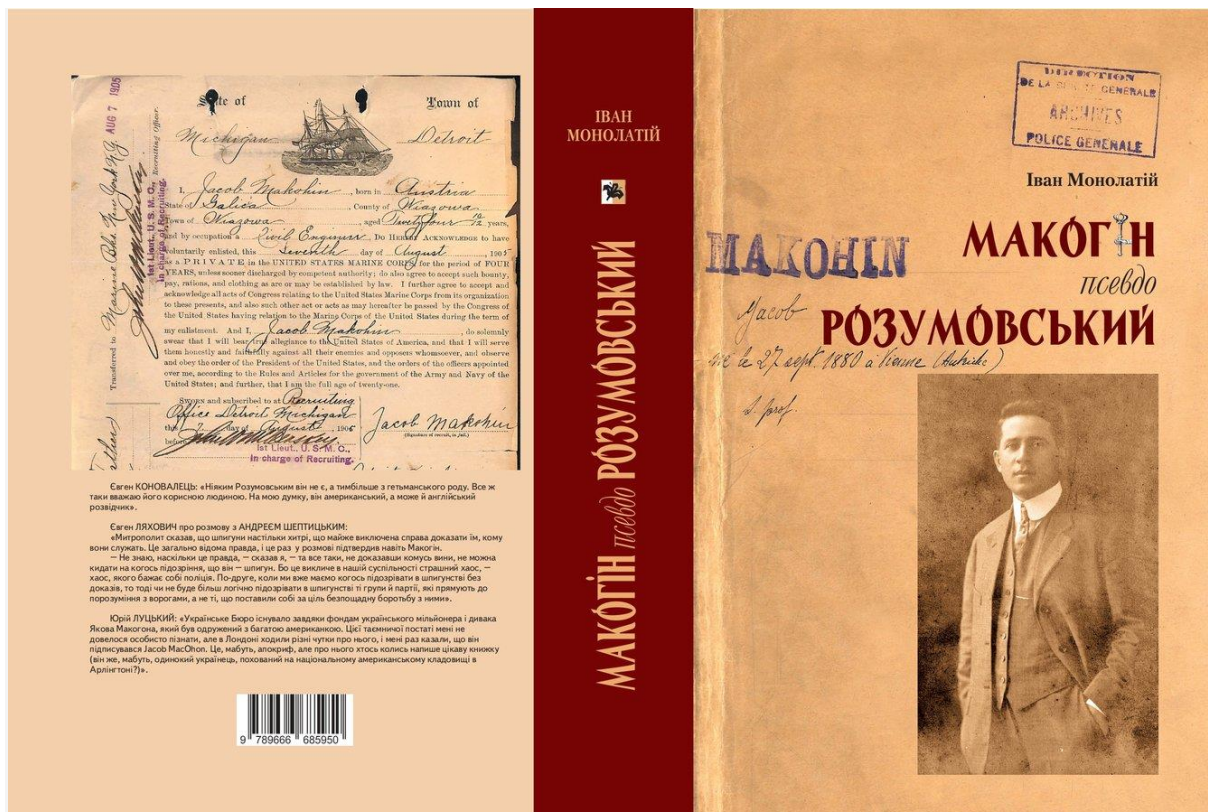 State of
Town of
Michigan
Detroit
I, Jacob Makohin, born in Austria
State of Galica, County of Wiazowa
Town of Wiazowa, aged Twenty four 10/12 years,
and by occupation a Civil Engineer, DO HEREBY ACKNOWLEDGE to have
voluntarily enlisted, this Seventh day of August, 1905
as a PRIVATE in the UNITED STATES MARINE CORPS for the period of FOUR
YEARS, unless sooner discharged by competent authority; do also agree to accept such bounty,
pay, rations, and clothing as are or may be established by law. I further agree to accept and
acknowledge all acts of Congress relating to the United States Marine Corps from its organization
to these presents, and also such other act or acts as may hereafter be passed by the Congress of
the United States having relation to the Marine Corps of the United States during the term of
my enlistment. And I, Jacob Makohin, do solemnly
swear that I will bear true allegiance to the United States of America, and that I will serve
them honestly and faithfully against all their enemies and opposers whomsoever, and observe
and obey the order of the President of the United States, and the orders of the officers appointed
over me, according to the Rules and Articles for the government of the Army and Navy of the
United States; and further, that I am the full age of twenty-one.
SWORN and subscribed to at Recruiting
Office Detroit Michigan
this 7 day of August, 1905
before
Jacob Makohin
(Signature of recruit, in full.)
1st Lieut., U. S. M. C.,
In charge of Recruiting.
AUG 7 1905
Recruiting Officer.
1st Lieut., U. S. M. C.,
In charge of Recruiting.
Transferred to Marine Bks New York N.Y.
Євген КОНОВАЛЕЦЬ: «Ніяким Розумовським він не є, а тимбільше з гетьманського роду. Все ж
таки вважаю його корисною людиною. На мою думку, він американський, а може й англійський
розвідчик».
Євген ЛЯХОВИЧ про розмову з АНДРЕЄМ ШЕПТИЦЬКИМ:
«Митрополит сказав, що шпигуни настільки хитрі, що майже виключена справа доказати їм, кому
вони служать. Це загально відома правда, і це раз у розмові підтвердив навіть Макогін.
— Не знаю, наскільки це правда, — сказав я, — та все таки, не доказавши комусь вини, не можна
кидати на когось підозріння, що він — шпигун. Бо це викличе в нашій суспільності страшний хаос, —
хаос, якого бажає собі поліція. По-друге, коли ми вже маємо когось підозрівати в шпигунстві без
доказів, то тоді чи не буде більш логічно підозрівати в шпигунстві ті групи й партії, які прямують до
порозуміння з ворогами, а не ті, що поставили собі за ціль безпощадну боротьбу з ними».
Юрій ЛУЦЬКИЙ: «Українське Бюро існувало завдяки фондам українського мільйонера і дивака
Якова Макогона, який був одружений з багатою американкою. Цієї таємничої постаті мені не
довелося особисто пізнати, але в Лондоні ходили різні чутки про нього, і мені раз казали, що він
підписувався Jacob MacOhon. Це, мабуть, апокриф, але про нього хтось колись напише цікаву книжку
(він же, мабуть, одинокий українець, похований на національному американському кладовищі в
Арлінгтоні?)».
9 789666 685950
ІВАН
МОНОЛАТІЙ
МАКОГІН псевдо РОЗУМОВСЬКИЙ
DIRECTION
DE LA SÛRETÉ GENERALE
ARCHIVES
POLICE GENERALE
Іван Монолатій
МАКОГІН
псевдо
РОЗУМОВСЬКИЙ
MAKOHIN
Jacob
né le 27 sept. 1880 à Vienne (Autriche)